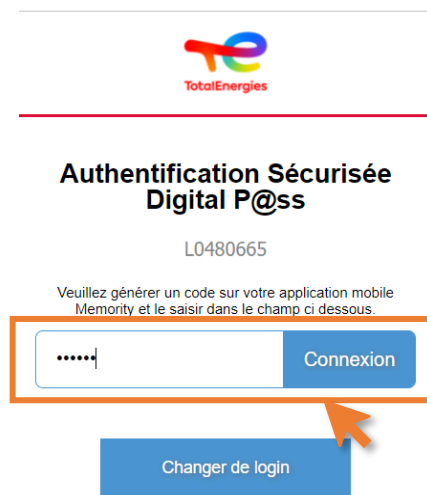 TotalEnergies
Authentification Sécurisée
Digital P@ss
L0480665
Veuillez générer un code sur votre application mobile
Memority et le saisir dans le champ ci dessous.
••••••
Connexion
Changer de login